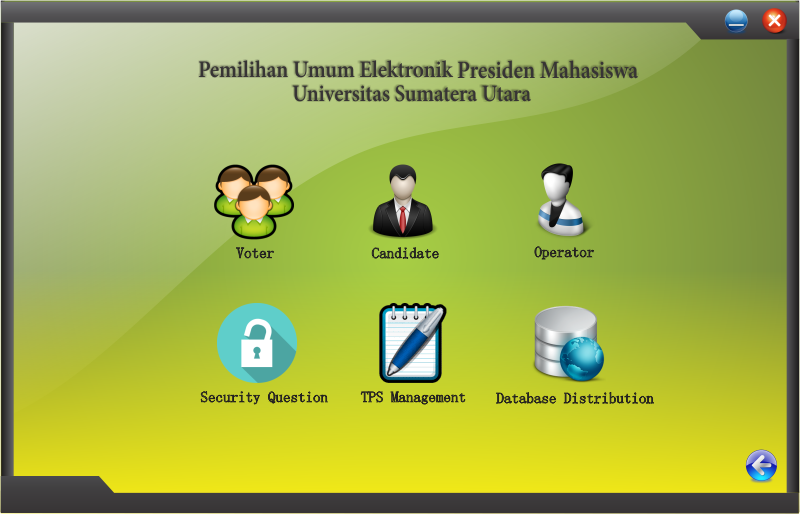 Pemilihan Umum Elektronik Presiden Mahasiswa
Universitas Sumatera Utara
Voter
Candidate
Operator
Security Question
TPS Management
Database Distribution